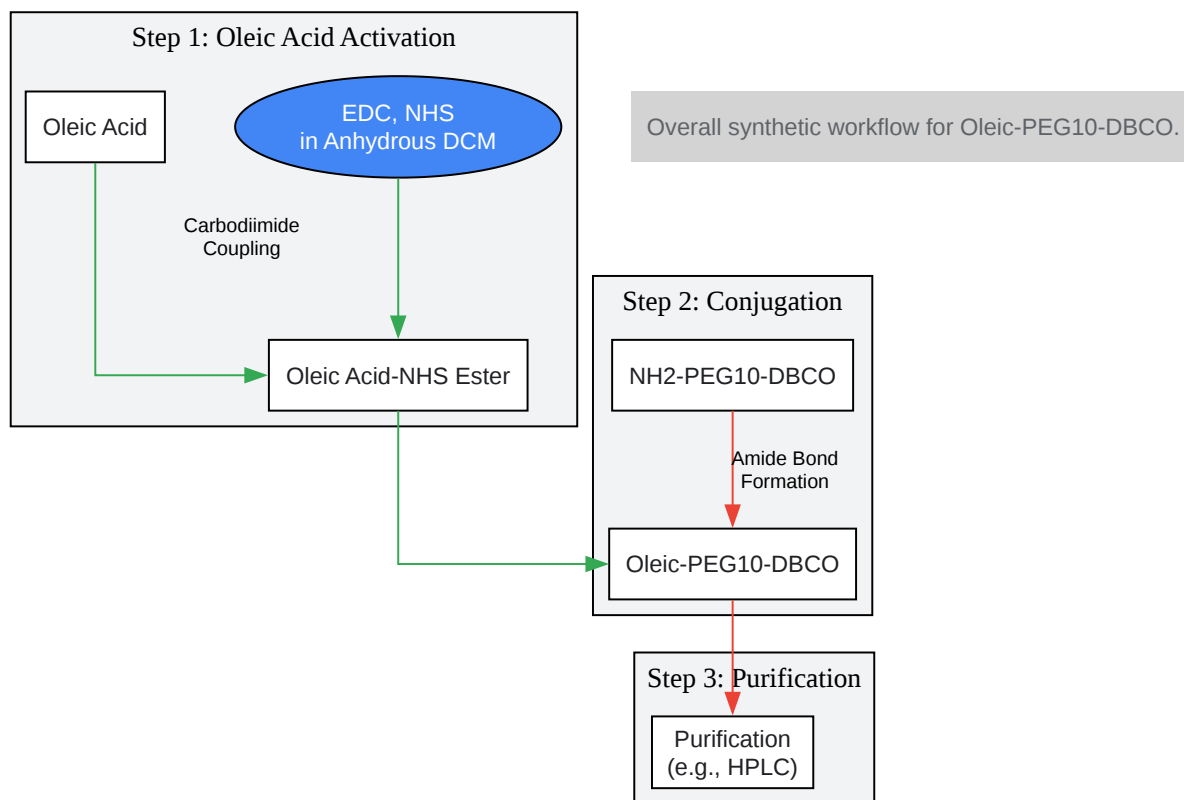 Step 1: Oleic Acid Activation
Oleic Acid
EDC, NHS
in Anhydrous DCM
Overall synthetic workflow for Oleic-PEG10-DBCO.
Carbodiimide
Coupling
Oleic Acid-NHS Ester
Step 2: Conjugation
NH2-PEG10-DBCO
Amide Bond
Formation
Oleic-PEG10-DBCO
Step 3: Purification
Purification
(e.g., HPLC)